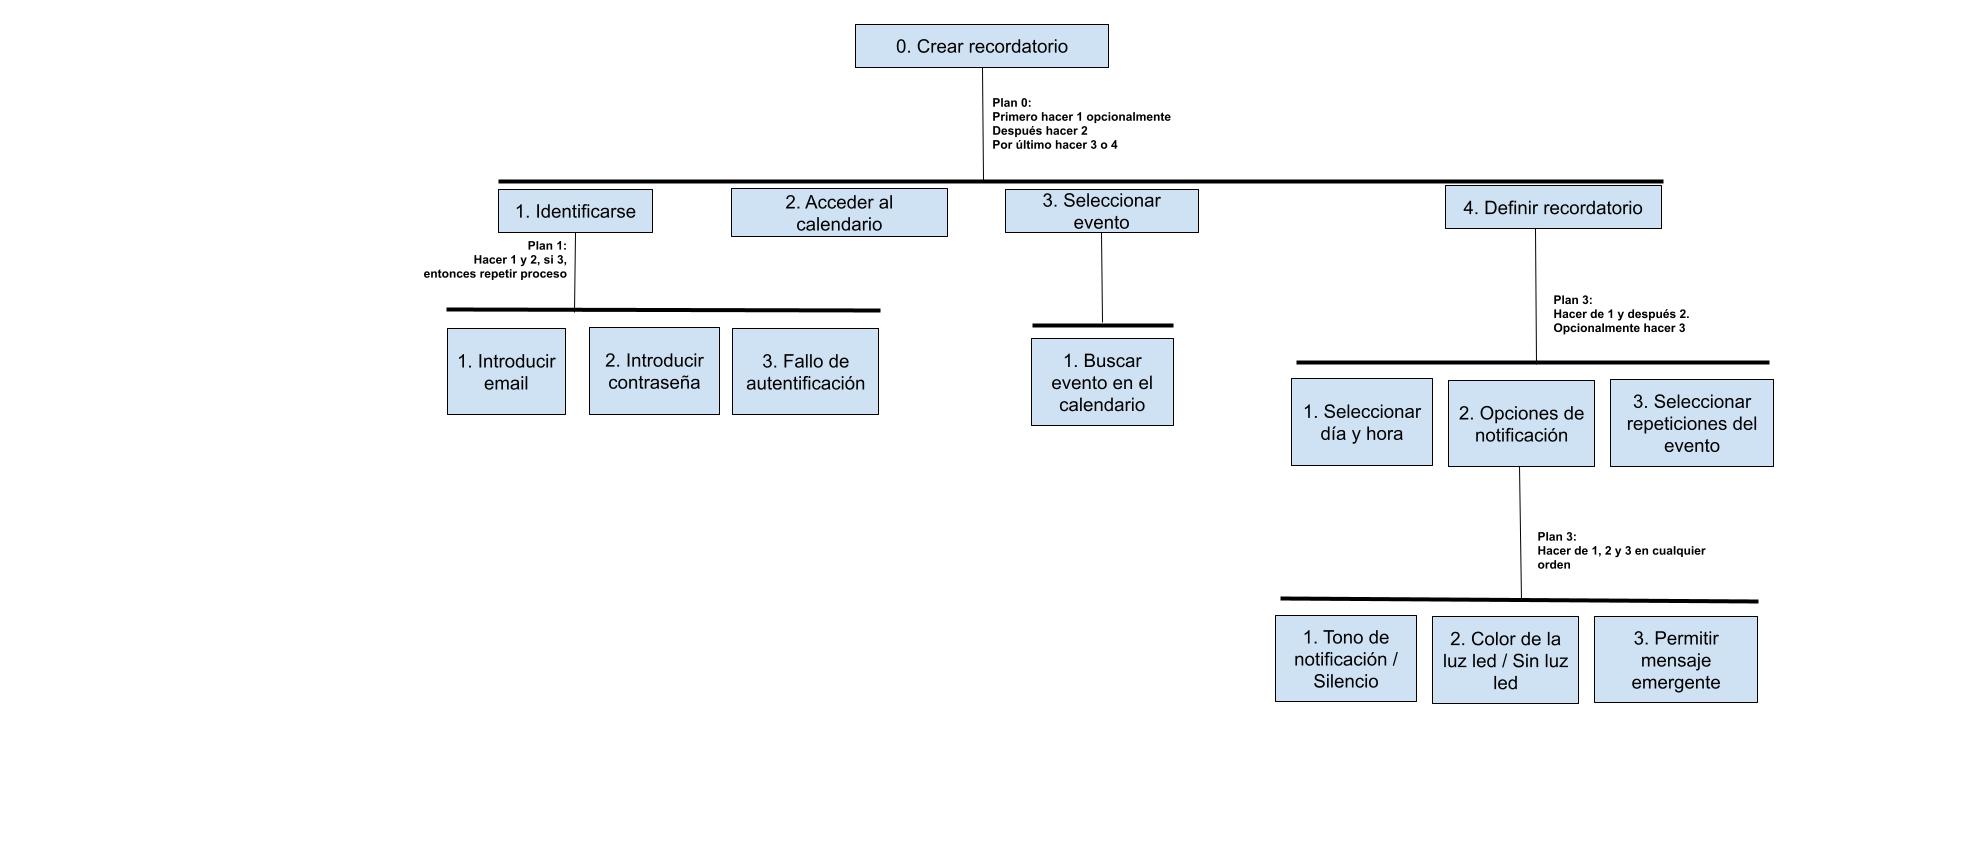 0. Crear recordatorio
Plan 0:
Primero hacer 1 opcionalmente
Después hacer 2
Por último hacer 3 o 4
1. Identificarse
2. Acceder al
calendario
3. Seleccionar
evento
4. Definir recordatorio
Plan 1:
Hacer 1 y 2, si 3,
entonces repetir proceso
Plan 3:
Hacer de 1 y después 2.
Opcionalmente hacer 3
1. Introducir
email
2. Introducir
contraseña
3. Fallo de
autentificación
1. Buscar
evento en el
calendario
1. Seleccionar
día y hora
2. Opciones de
notificación
3. Seleccionar
repeticiones del
evento
Plan 3:
Hacer de 1, 2 y 3 en cualquier
orden
1. Tono de
notificación /
Silencio
2. Color de la
luz led / Sin luz
led
3. Permitir
mensaje
emergente